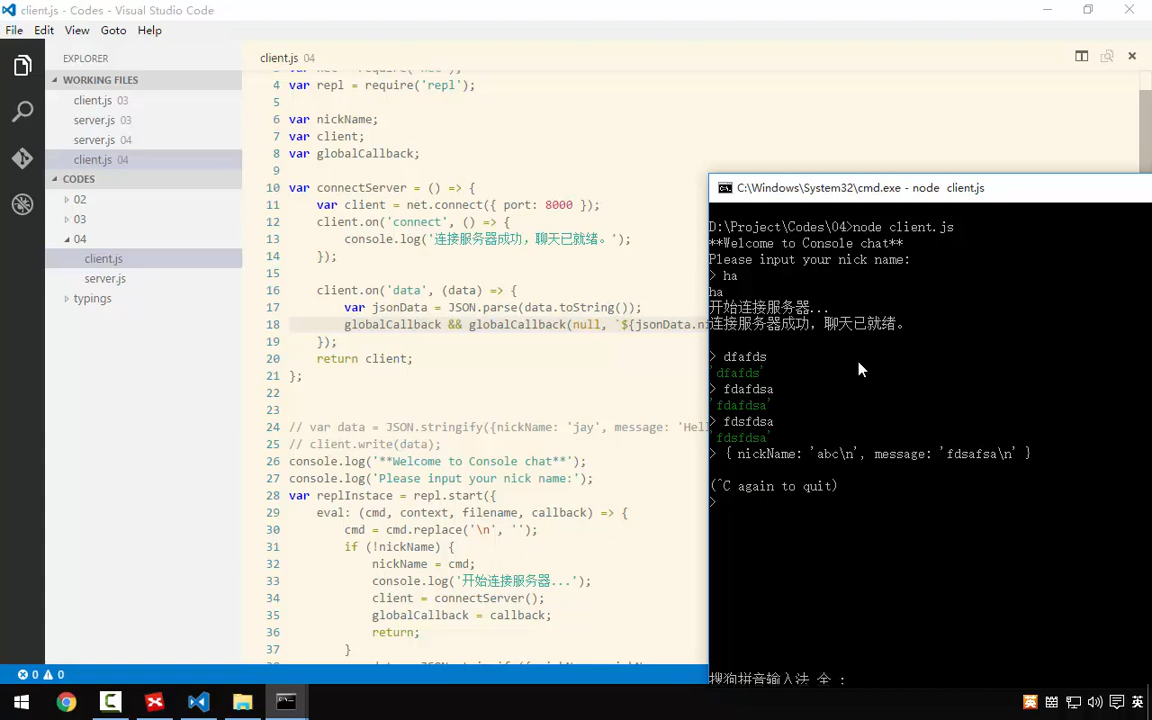 client.js - Codes - Visual Studio Code
File Edit View Goto Help
EXPLORER
WORKING FILES
client.js 03
server.js 03
server.js 04
client.js 04
CODES
02
03
04
client.js
server.js
typings
client.js 04
4 var repl = require('repl');
5
6 var nickName;
7 var client;
8 var globalCallback;
9
10 var connectServer = () => {
11 var client = net.connect({ port: 8000 });
12 client.on('connect', () => {
13 console.log('连接服务器成功，聊天已就绪。');
14 });
15
16 client.on('data', (data) => {
17 var jsonData = JSON.parse(data.toString());
18 globalCallback && globalCallback(null, `${jsonData.ni
19 });
20 return client;
21 };
22
23
24 // var data = JSON.stringify({nickName: 'jay', message: 'Hell
25 // client.write(data);
26 console.log('**Welcome to Console chat**');
27 console.log('Please input your nick name:');
28 var replInstace = repl.start({
29 eval: (cmd, context, filename, callback) => {
30 cmd = cmd.replace('\n', '');
31 if (!nickName) {
32 nickName = cmd;
33 console.log('开始连接服务器...');
34 client = connectServer();
35 globalCallback = callback;
36 return;
37 }
C:\Windows\System32\cmd.exe - node client.js
D:\Project\Codes\04>node client.js
**Welcome to Console chat**
Please input your nick name:
> ha
ha
开始连接服务器...
连接服务器成功，聊天已就绪。
> dfafds
'dfafds'
> fdafdsa
'fdafdsa'
> fdsfdsa
'fdsfdsa'
> { nickName: 'abc\n', message: 'fdsafsa\n' }
(^C again to quit)
>
搜狗拼音输入法 全 :
0 0
英 英